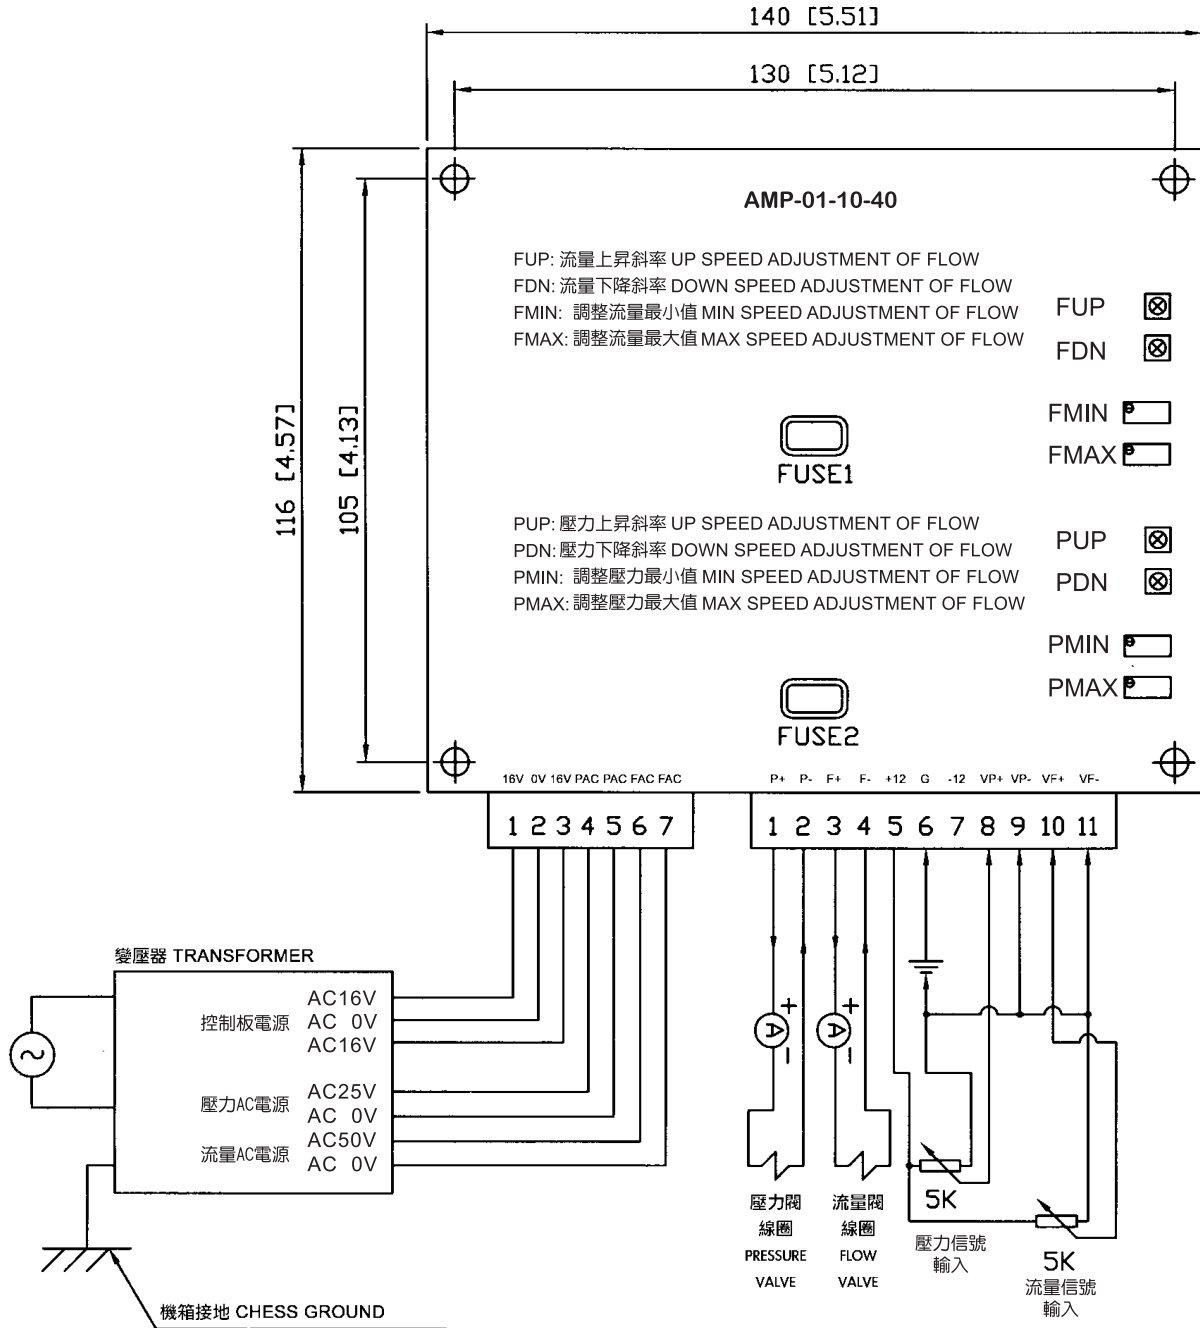 140 [5.51]
130 [5.12]
116 [4.57]
105 [4.13]
AMP-01-10-40
FUP: 流量上昇斜率 UP SPEED ADJUSTMENT OF FLOW
FDN: 流量下降斜率 DOWN SPEED ADJUSTMENT OF FLOW
FMIN: 調整流量最小值 MIN SPEED ADJUSTMENT OF FLOW
FMAX: 調整流量最大值 MAX SPEED ADJUSTMENT OF FLOW
FUP
FDN
FMIN
FMAX
FUSE1
PUP: 壓力上昇斜率 UP SPEED ADJUSTMENT OF FLOW
PDN: 壓力下降斜率 DOWN SPEED ADJUSTMENT OF FLOW
PMIN: 調整壓力最小值 MIN SPEED ADJUSTMENT OF FLOW
PMAX: 調整壓力最大值 MAX SPEED ADJUSTMENT OF FLOW
PUP
PDN
PMIN
PMAX
FUSE2
16V 0V 16V PAC PAC FAC FAC
P+ P- F+ F- +12 G -12 VP+ VP- VF+ VF-
1 2 3 4 5 6 7
1 2 3 4 5 6 7 8 9 10 11
變壓器 TRANSFORMER
控制板電源
AC16V
AC 0V
AC16V
壓力AC電源
AC25V
AC 0V
流量AC電源
AC50V
AC 0V
機箱接地 CHESS GROUND
A + -
A + -
壓力閥
線圈
PRESSURE
VALVE
流量閥
線圈
FLOW
VALVE
5K
壓力信號
輸入
5K
流量信號
輸入